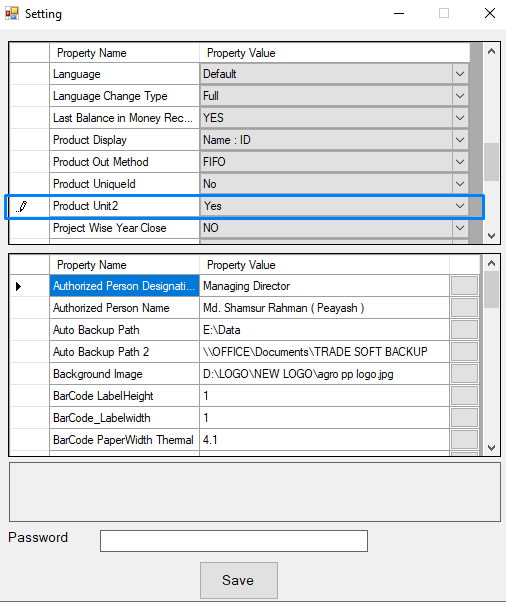 Setting
Property Name Property Value
Language Default
Language Change Type Full
Last Balance in Money Rec... YES
Product Display Name : ID
Product Out Method FIFO
Product UniqueId No
Product Unit2 Yes
Project Wise Year Close NO
Property Name Property Value
Authorized Person Designati... Managing Director
Authorized Person Name Md. Shamsur Rahman ( Peayash )
Auto Backup Path E:\Data
Auto Backup Path 2 \\OFFICE\Documents\TRADE SOFT BACKUP
Background Image D:\LOGO\NEW LOGO\agro pp logo.jpg
BarCode LabelHeight 1
BarCode_Labelwidth 1
BarCode PaperWidth Thermal 4.1
Password
Save